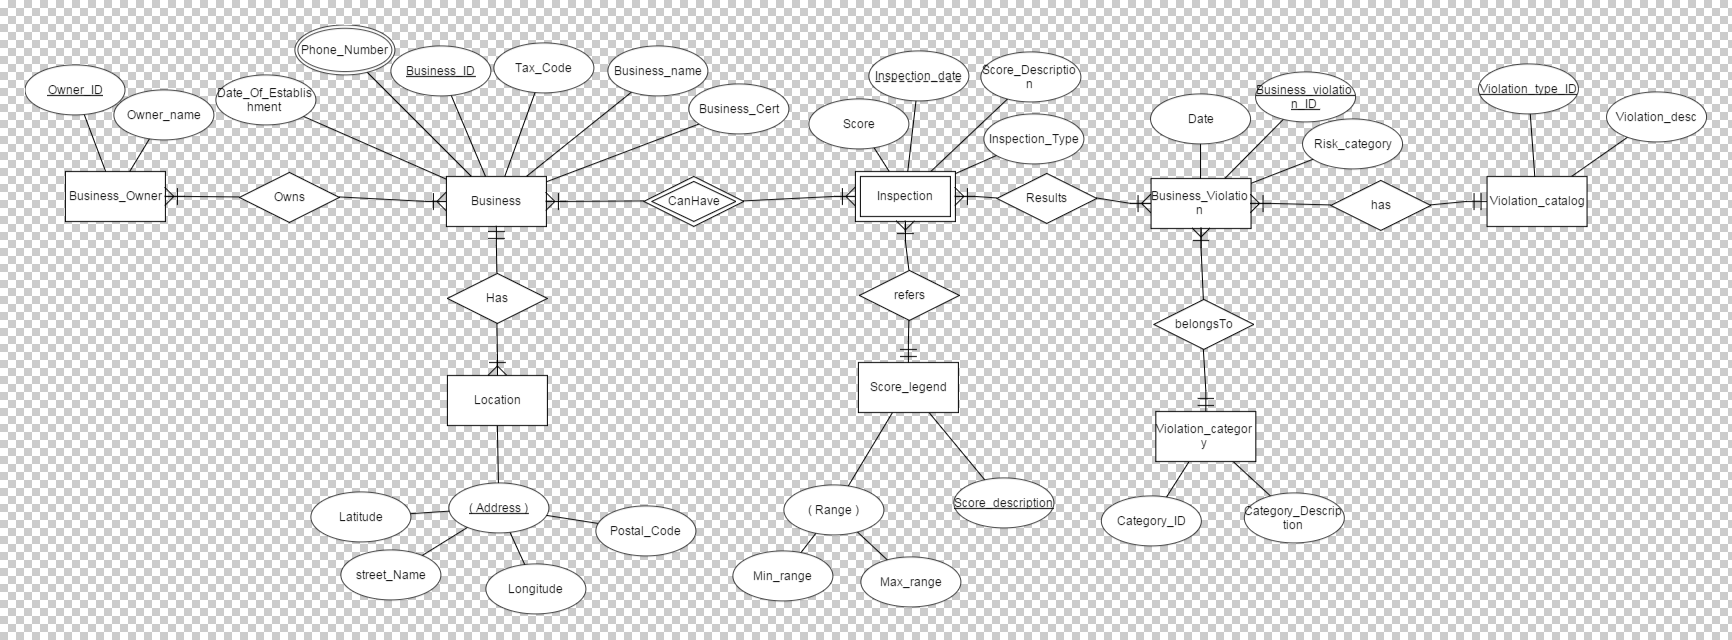 Phone_Number
Business_ID
Tax_Code
Business_name
Owner_ID
Owner_name
Date_Of_Establis
hment
Business_Cert
Score
Inspection_date
Score_Descriptio
n
Inspection_Type
Date
Business_violatio
n_ID
Risk_category
Violation_type_ID
Violation_desc
Business_Owner
Owns
Business
CanHave
Inspection
Results
Business_Violatio
n
has
Violation_catalog
Has
refers
belongsTo
Location
Score_legend
Violation_categor
y
Latitude
( Address )
Postal_Code
street_Name
Longitude
( Range )
Score_description
Min_range
Max_range
Category_ID
Category_Descrip
tion